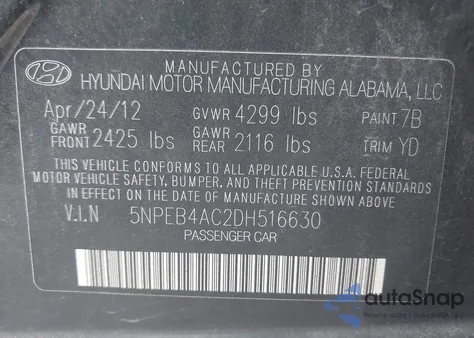 MANUFACTURED BY
HYUNDAI MOTOR MANUFACTURING ALABAMA, LLC
Apr/24/12 GVWR 4299 lbs PAINT 7B
GAWR FRONT 2425 lbs GAWR REAR 2116 lbs TRIM YD
THIS VEHICLE CONFORMS TO ALL APPLICABLE U.S.A. FEDERAL
MOTOR VEHICLE SAFETY, BUMPER, AND THEFT PREVENTION STANDARDS
IN EFFECT ON THE DATE OF MANUFACTURE SHOWN ABOVE.
V.I.N 5NPEB4AC2DH516630
PASSENGER CAR
autoSnap